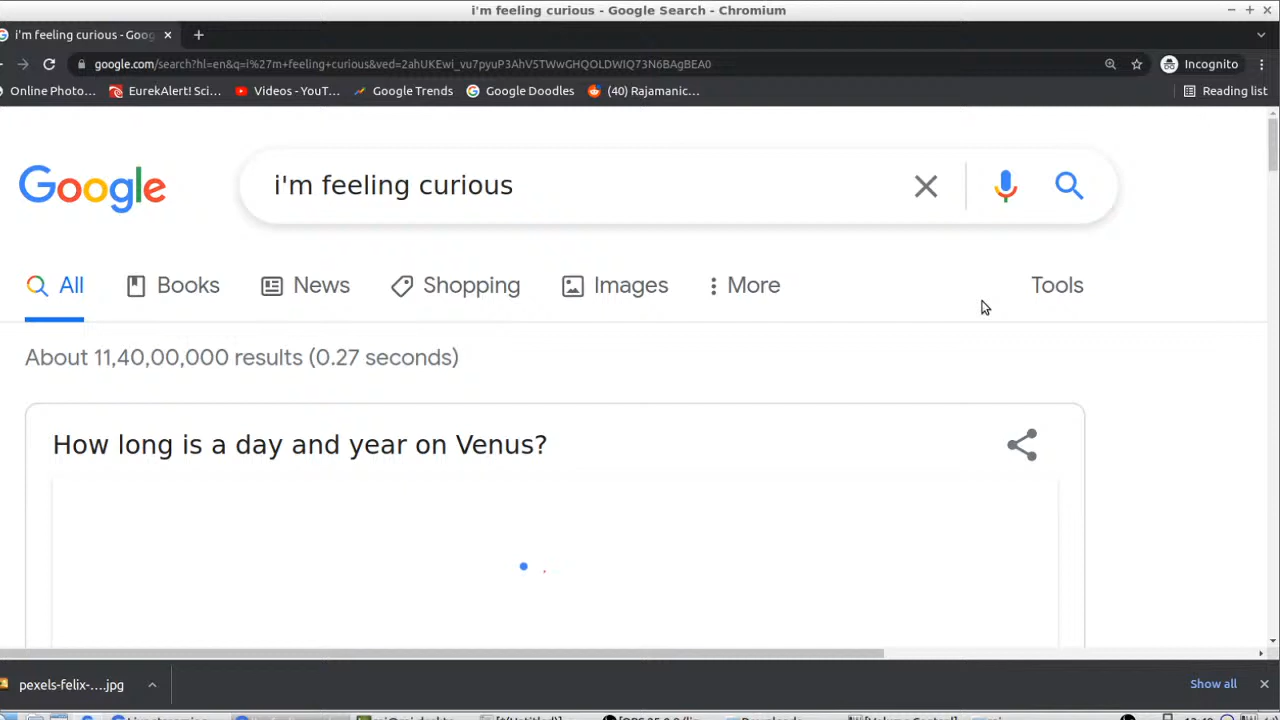 i'm feeling curious - Google Search - Chromium
i'm feeling curious - Goog
google.com/search?hl=en&q=i%27m+feeling+curious&ved=2ahUKEwi_vu7pyuP3AhV5TWwGHQOLDWIQ73N6BAgBEA0
Incognito
Online Photo... EurekAlert! Sci... Videos - YouT... Google Trends Google Doodles (40) Rajamanic... Reading list
Google i'm feeling curious
All Books News Shopping Images More Tools
About 11,40,00,000 results (0.27 seconds)
How long is a day and year on Venus?
pexels-felix-....jpg Show all